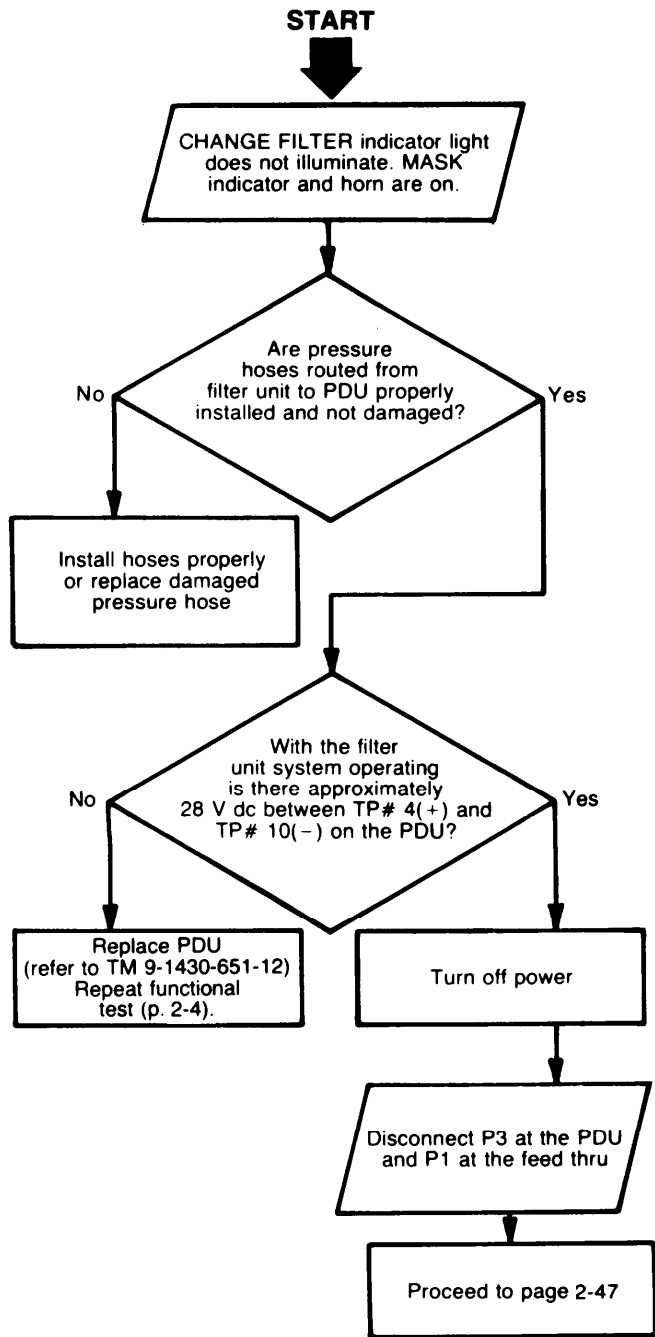 START
CHANGE FILTER indicator light
does not illuminate. MASK
indicator and horn are on.
Are pressure
hoses routed from
filter unit to PDU properly
installed and not damaged?
No
Yes
Install hoses properly
or replace damaged
pressure hose
With the filter
unit system operating
is there approximately
28 V dc between TP# 4(+) and
TP# 10(−) on the PDU?
No
Yes
Replace PDU
(refer to TM 9-1430-651-12)
Repeat functional
test (p. 2-4).
Turn off power
Disconnect P3 at the PDU
and P1 at the feed thru
Proceed to page 2-47